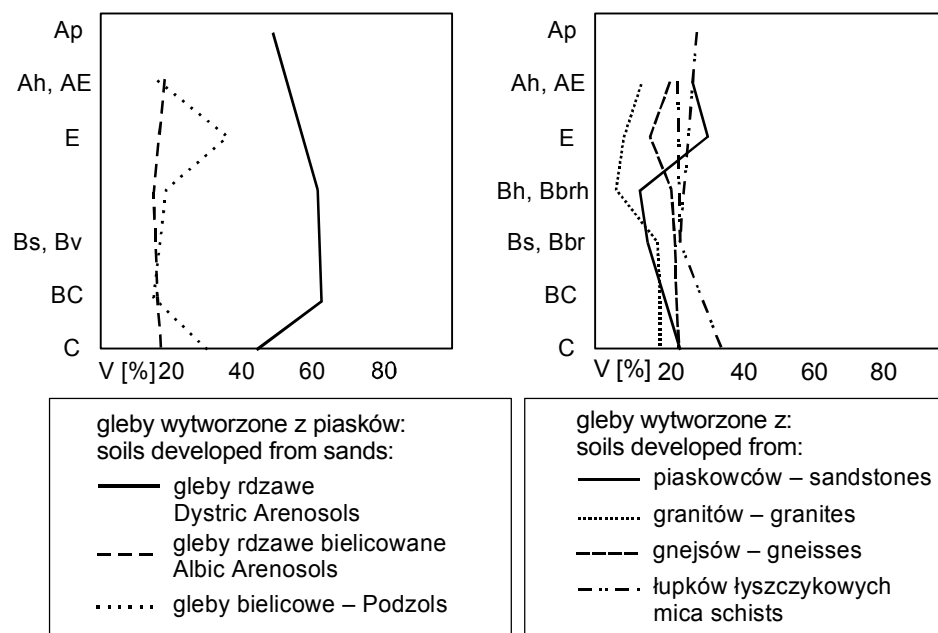 Ap
Ah, AE
E
Bs, Bv
BC
C
V [%] 20 40 60 80
Ap
Ah, AE
E
Bh, Bbrh
Bs, Bbr
BC
C
V [%] 20 40 60 80
gleby wytworzone z piasków:
soils developed from sands:
gleby rdzawe
Dystric Arenosols
gleby rdzawe bielicowane
Albic Arenosols
gleby bielicowe – Podzols
gleby wytworzone z:
soils developed from:
piaskowców – sandstones
granitów – granites
gnejsów – gneisses
łupków łyszczykowych
mica schists